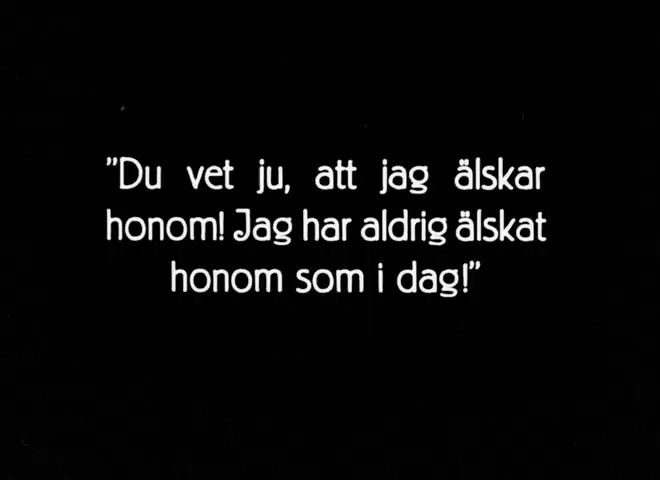 ”Du vet ju, att jag älskar
honom! Jag har aldrig älskat
honom som i dag!”